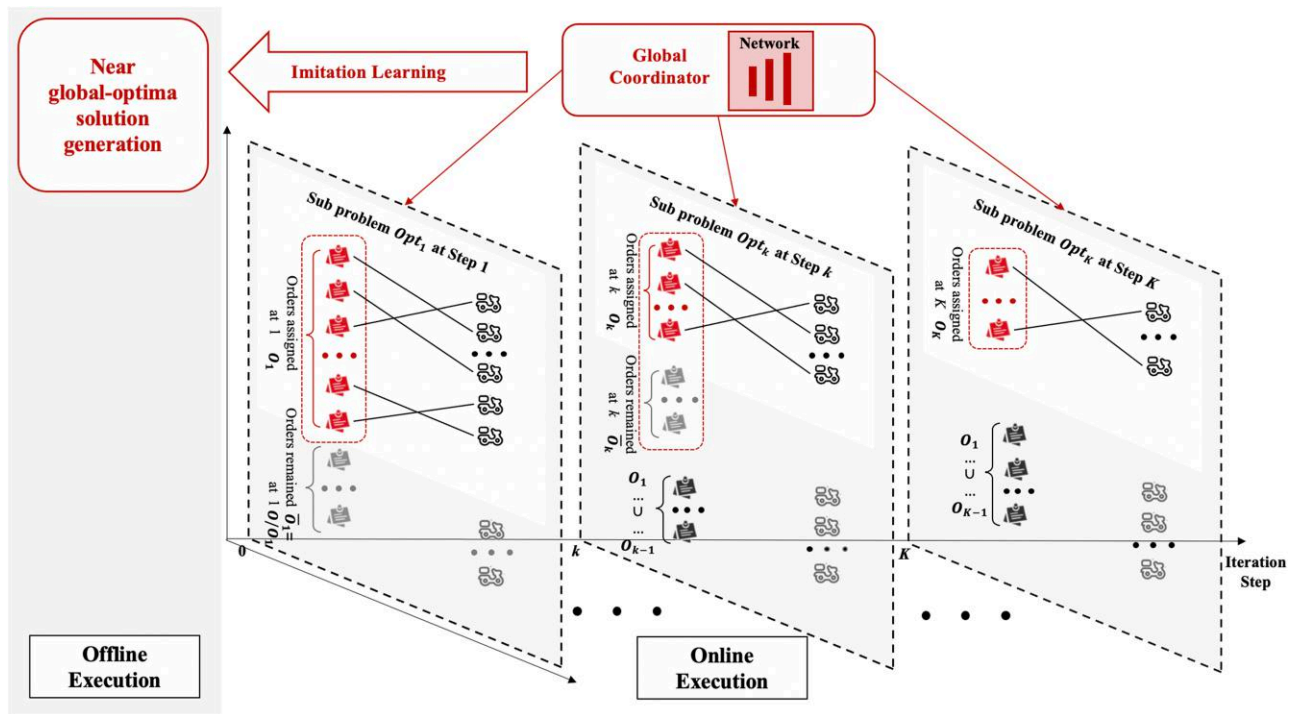 Near
global-optima
solution
generation
Imitation Learning
Global
Coordinator
Network
Sub problem Opt₁ at Step 1
Orders assigned
at 1 O₁
Orders remained
at 1
Ō₁=
O/O₁
Sub problem Optₖ at Step k
Orders assigned
at k Oₖ
Orders remained
at k Ōₖ
O₁
...
∪
...
Oₖ₋₁
Sub problem Opt_K at Step K
Orders assigned
at K O_K
O₁
...
∪
...
O_{K-1}
0
k
K
Iteration
Step
Offline
Execution
Online
Execution